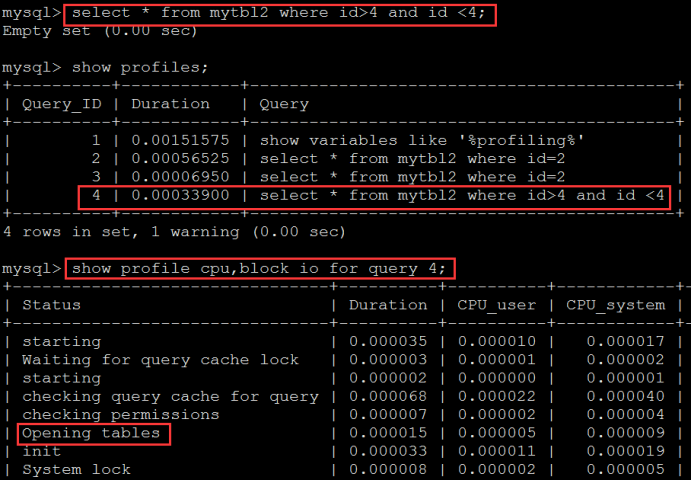 mysql> select * from mytbl2 where id>4 and id <4;
Empty set (0.00 sec)
mysql> show profiles;
+----------+------------+-------------------------------------------+
| Query_ID | Duration | Query |
+----------+------------+-------------------------------------------+
| 1 | 0.00151575 | show variables like '%profiling%' |
| 2 | 0.00056525 | select * from mytbl2 where id=2 |
| 3 | 0.00006950 | select * from mytbl2 where id=2 |
| 4 | 0.00033900 | select * from mytbl2 where id>4 and id <4 |
+----------+------------+-------------------------------------------+
4 rows in set, 1 warning (0.00 sec)
mysql> show profile cpu,block io for query 4;
+--------------------------------+----------+----------+------------+
| Status | Duration | CPU_user | CPU_system |
+--------------------------------+----------+----------+------------+
| starting | 0.000035 | 0.000010 | 0.000017 |
| Waiting for query cache lock | 0.000003 | 0.000001 | 0.000002 |
| starting | 0.000002 | 0.000000 | 0.000001 |
| checking query cache for query | 0.000068 | 0.000022 | 0.000040 |
| checking permissions | 0.000007 | 0.000002 | 0.000004 |
| Opening tables | 0.000015 | 0.000005 | 0.000009 |
| init | 0.000033 | 0.000011 | 0.000019 |
| System lock | 0.000008 | 0.000002 | 0.000005 |